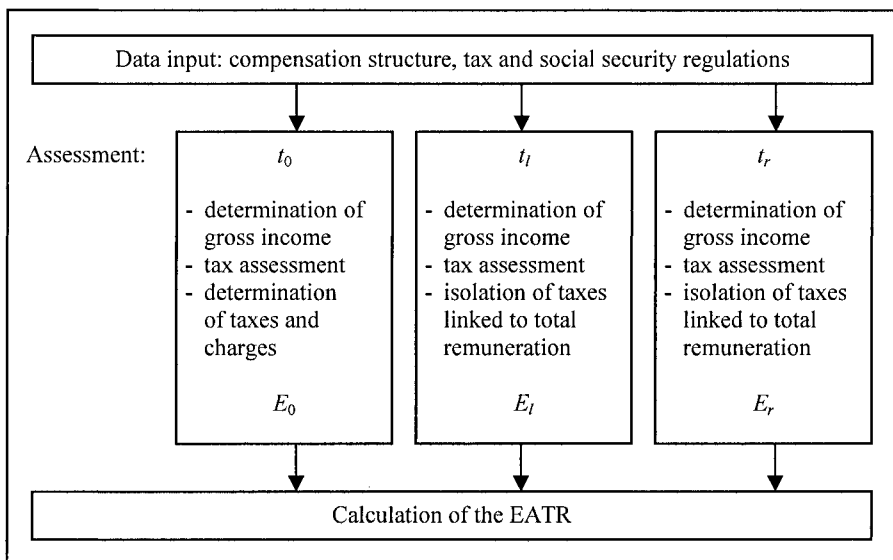 Data input: compensation structure, tax and social security regulations
Assessment:
t0
- determination of
gross income
- tax assessment
- determination
of taxes and
charges
E0
tl
- determination of
gross income
- tax assessment
- isolation of taxes
linked to total
remuneration
El
tr
- determination of
gross income
- tax assessment
- isolation of taxes
linked to total
remuneration
Er
Calculation of the EATR